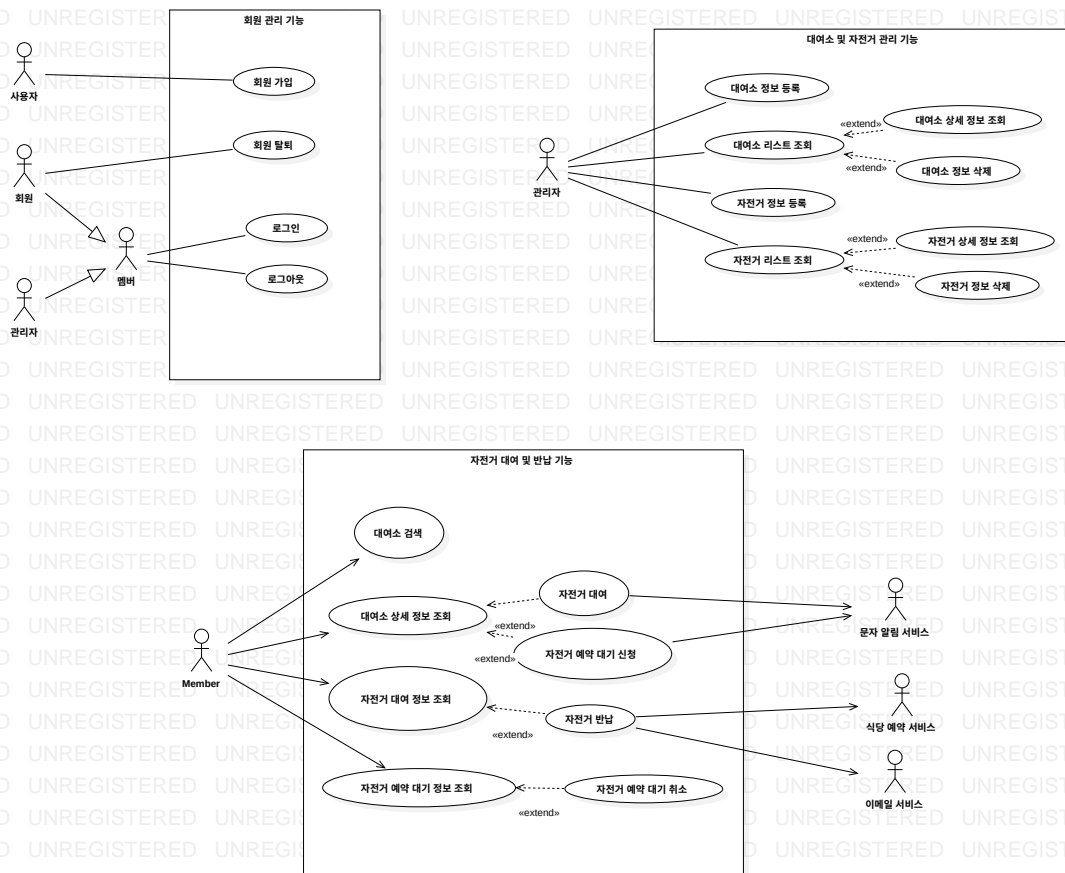 회원 관리 기능
사용자
회원 가입
회원 탈퇴
회원
로그인
멤버
로그아웃
관리자
대여소 및 자전거 관리 기능
대여소 정보 등록
«extend»
대여소 상세 정보 조회
대여소 리스트 조회
관리자
«extend»
대여소 정보 삭제
자전거 정보 등록
«extend»
자전거 상세 정보 조회
자전거 리스트 조회
«extend»
자전거 정보 삭제
자전거 대여 및 반납 기능
대여소 검색
자전거 대여
대여소 상세 정보 조회
«extend»
문자 알림 서비스
자전거 예약 대기 신청
«extend»
Member
자전거 대여 정보 조회
자전거 반납
«extend»
식당 예약 서비스
자전거 예약 대기 정보 조회
자전거 예약 대기 취소
«extend»
이메일 서비스
UNREGISTERED